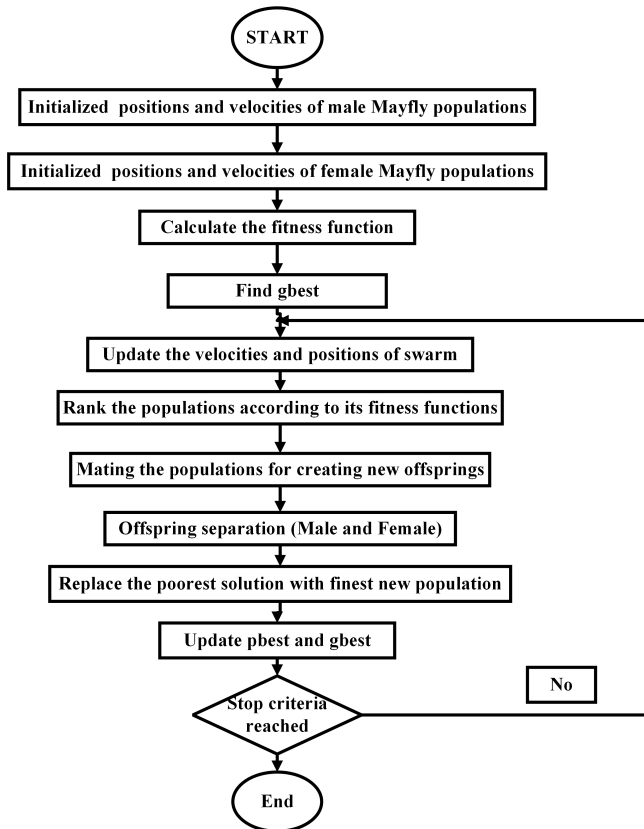 START
Initialized positions and velocities of male Mayfly populations
Initialized positions and velocities of female Mayfly populations
Calculate the fitness function
Find gbest
Update the velocities and positions of swarm
Rank the populations according to its fitness functions
Mating the populations for creating new offsprings
Offspring separation (Male and Female)
Replace the poorest solution with finest new population
Update pbest and gbest
Stop criteria
reached
No
End